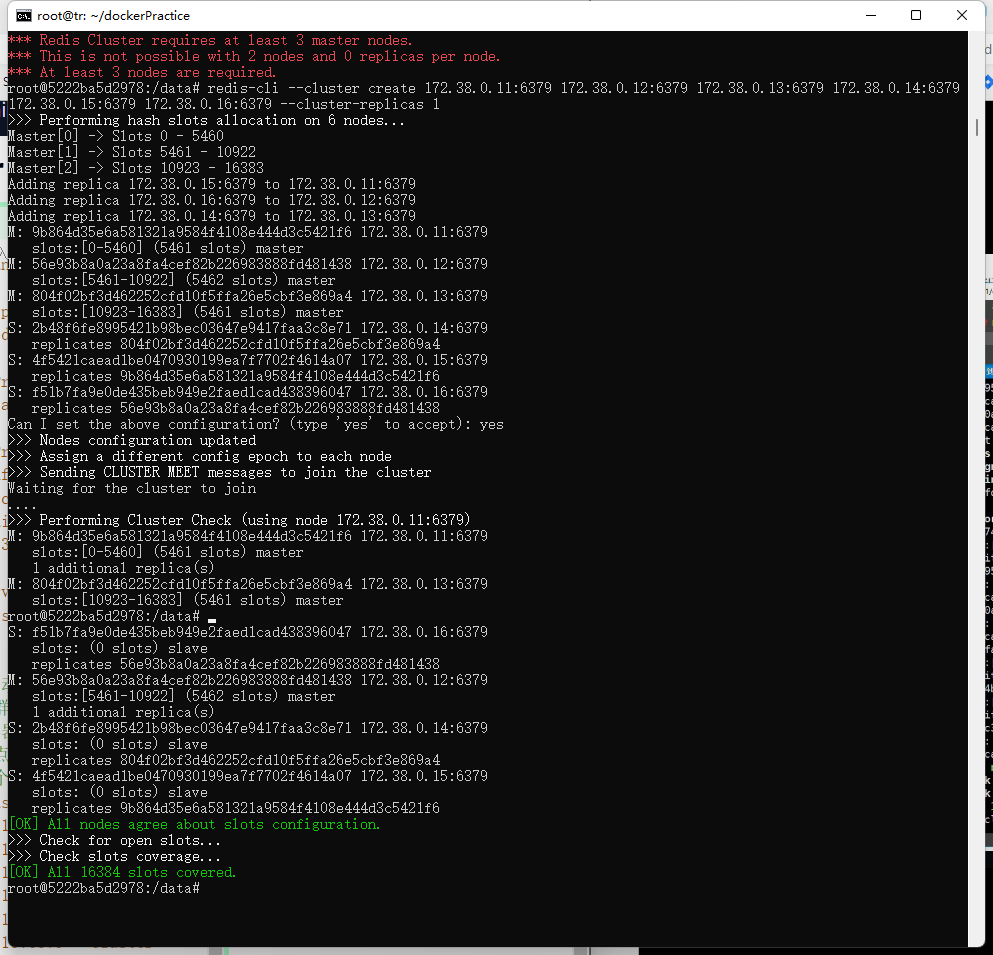 root@tr: ~/dockerPractice
*** Redis Cluster requires at least 3 master nodes.
*** This is not possible with 2 nodes and 0 replicas per node.
*** At least 3 nodes are required.
root@5222ba5d2978:/data# redis-cli --cluster create 172.38.0.11:6379 172.38.0.12:6379 172.38.0.13:6379 172.38.0.14:6379
172.38.0.15:6379 172.38.0.16:6379 --cluster-replicas 1
>>> Performing hash slots allocation on 6 nodes...
Master[0] -> Slots 0 - 5460
Master[1] -> Slots 5461 - 10922
Master[2] -> Slots 10923 - 16383
Adding replica 172.38.0.15:6379 to 172.38.0.11:6379
Adding replica 172.38.0.16:6379 to 172.38.0.12:6379
Adding replica 172.38.0.14:6379 to 172.38.0.13:6379
M: 9b864d35e6a581321a9584f4108e444d3c5421f6 172.38.0.11:6379
slots:[0-5460] (5461 slots) master
M: 56e93b8a0a23a8fa4cef82b226983888fd481438 172.38.0.12:6379
slots:[5461-10922] (5462 slots) master
M: 804f02bf3d462252cfd10f5ffa26e5cbf3e869a4 172.38.0.13:6379
slots:[10923-16383] (5461 slots) master
S: 2b48f6fe8995421b98bec03647e9417faa3c8e71 172.38.0.14:6379
replicates 804f02bf3d462252cfd10f5ffa26e5cbf3e869a4
S: 4f5421caead1be0470930199ea7f7702f4614a07 172.38.0.15:6379
replicates 9b864d35e6a581321a9584f4108e444d3c5421f6
S: f51b7fa9e0de435beb949e2faed1cad438396047 172.38.0.16:6379
replicates 56e93b8a0a23a8fa4cef82b226983888fd481438
Can I set the above configuration? (type 'yes' to accept): yes
>>> Nodes configuration updated
>>> Assign a different config epoch to each node
>>> Sending CLUSTER MEET messages to join the cluster
Waiting for the cluster to join
....
>>> Performing Cluster Check (using node 172.38.0.11:6379)
M: 9b864d35e6a581321a9584f4108e444d3c5421f6 172.38.0.11:6379
slots:[0-5460] (5461 slots) master
1 additional replica(s)
M: 804f02bf3d462252cfd10f5ffa26e5cbf3e869a4 172.38.0.13:6379
slots:[10923-16383] (5461 slots) master
root@5222ba5d2978:/data#
S: f51b7fa9e0de435beb949e2faed1cad438396047 172.38.0.16:6379
slots: (0 slots) slave
replicates 56e93b8a0a23a8fa4cef82b226983888fd481438
M: 56e93b8a0a23a8fa4cef82b226983888fd481438 172.38.0.12:6379
slots:[5461-10922] (5462 slots) master
1 additional replica(s)
S: 2b48f6fe8995421b98bec03647e9417faa3c8e71 172.38.0.14:6379
slots: (0 slots) slave
replicates 804f02bf3d462252cfd10f5ffa26e5cbf3e869a4
S: 4f5421caead1be0470930199ea7f7702f4614a07 172.38.0.15:6379
slots: (0 slots) slave
replicates 9b864d35e6a581321a9584f4108e444d3c5421f6
[OK] All nodes agree about slots configuration.
>>> Check for open slots...
>>> Check slots coverage...
[OK] All 16384 slots covered.
root@5222ba5d2978:/data#